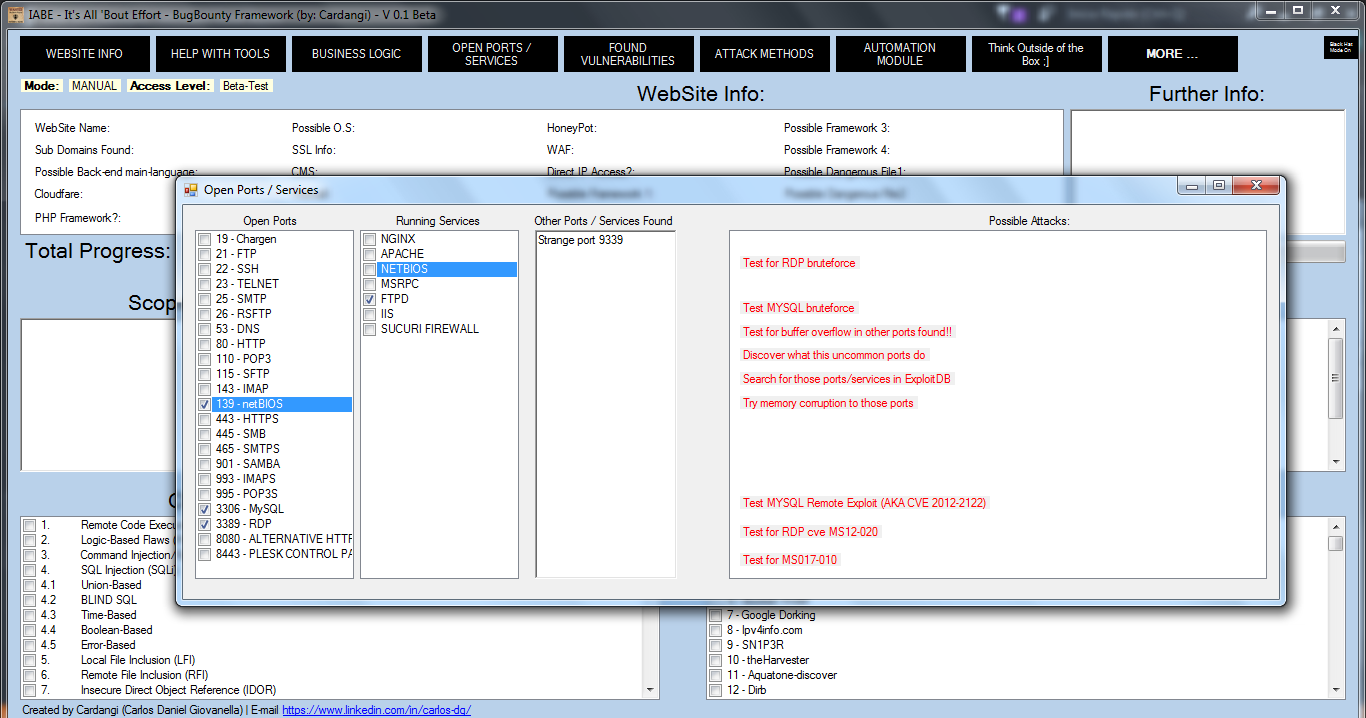 IABE - It's All 'Bout Effort - BugBounty Framework (by: Cardangi) - V 0.1 Beta
WEBSITE INFO
HELP WITH TOOLS
BUSINESS LOGIC
OPEN PORTS /
SERVICES
FOUND
VULNERABILITIES
ATTACK METHODS
AUTOMATION
MODULE
Think Outside of the
Box ;]
MORE ...
Black Hat
Mode On
Mode: MANUAL Access Level: Beta-Test
WebSite Info:
Further Info:
WebSite Name:
Possible O.S:
HoneyPot:
Possible Framework 3:
Sub Domains Found:
SSL Info:
WAF:
Possible Framework 4:
Possible Back-end main-language:
CMS:
Direct IP Access?:
Possible Dangerous File1:
Cloudfare:
Possible Framework 1:
Possible Dangerous File2:
PHP Framework?:
Total Progress:
Scop
Open Ports / Services
Open Ports
19 - Chargen
21 - FTP
22 - SSH
23 - TELNET
25 - SMTP
26 - RSFTP
53 - DNS
80 - HTTP
110 - POP3
115 - SFTP
143 - IMAP
139 - netBIOS
443 - HTTPS
445 - SMB
465 - SMTPS
901 - SAMBA
993 - IMAPS
995 - POP3S
3306 - MySQL
3389 - RDP
8080 - ALTERNATIVE HTTP
8443 - PLESK CONTROL PA
Running Services
NGINX
APACHE
NETBIOS
MSRPC
FTPD
IIS
SUCURI FIREWALL
Other Ports / Services Found
Strange port 9339
Possible Attacks:
Test for RDP bruteforce
Test MYSQL bruteforce
Test for buffer overflow in other ports found!!
Discover what this uncommon ports do
Search for those ports/services in ExploitDB
Try memory corruption to those ports
Test MYSQL Remote Exploit (AKA CVE 2012-2122)
Test for RDP cve MS12-020
Test for MS017-010
1. Remote Code Execu
2. Logic-Based Flaws (
3. Command Injection/
4. SQL Injection (SQLi
4.1 Union-Based
4.2 BLIND SQL
4.3 Time-Based
4.4 Boolean-Based
4.5 Error-Based
5. Local File Inclusion (LFI)
6. Remote File Inclusion (RFI)
7. Insecure Direct Object Reference (IDOR)
7 - Google Dorking
8 - Ipv4info.com
9 - SN1P3R
10 - theHarvester
11 - Aquatone-discover
12 - Dirb
Created by Cardangi (Carlos Daniel Giovanella) | E-mail https://www.linkedin.com/in/carlos-dg/